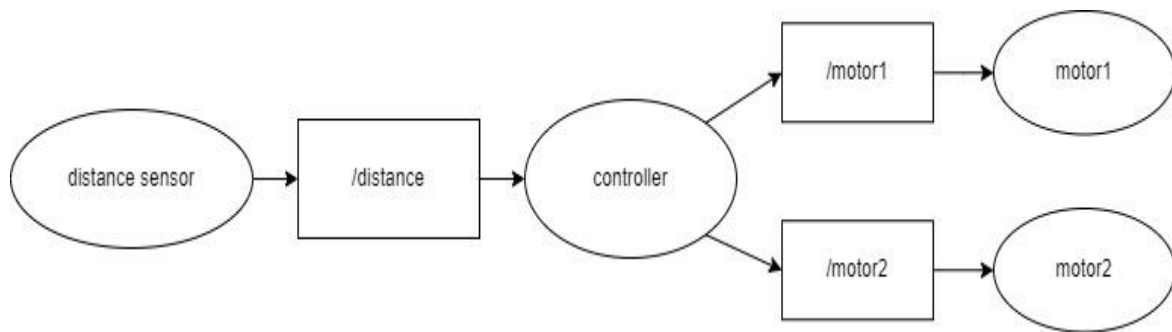 distance sensor
/distance
controller
/motor1
motor1
/motor2
motor2